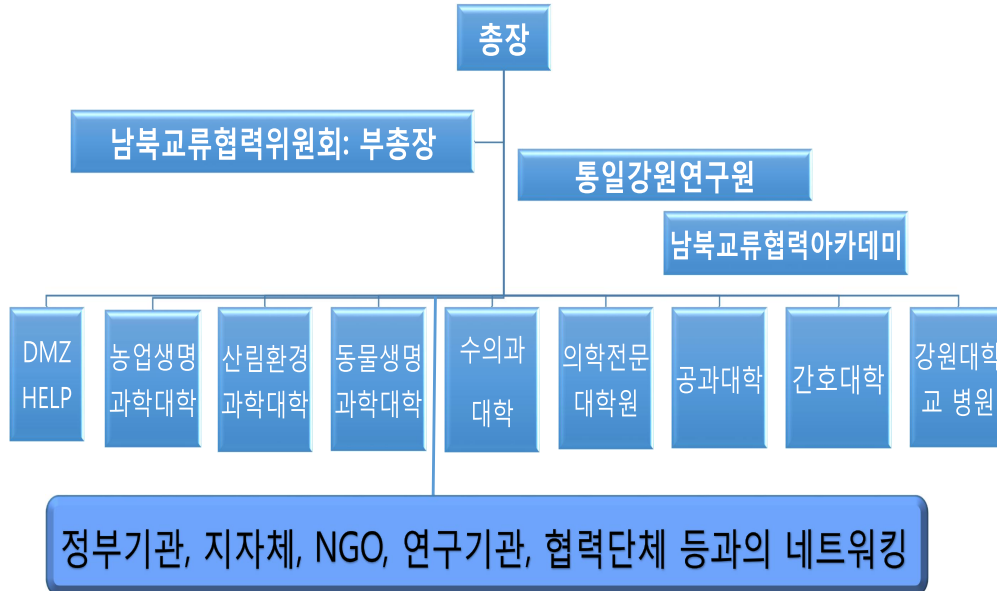 총장
남북교류협력위원회: 부총장
통일강원연구원
남북교류협력아카데미
DMZ
HELP
농업생명
과학대학
산림환경
과학대학
동물생명
과학대학
수의과
대학
의학전문
대학원
공과대학
간호대학
강원대학
교 병원
정부기관, 지자체, NGO, 연구기관, 협력단체 등과의 네트워킹